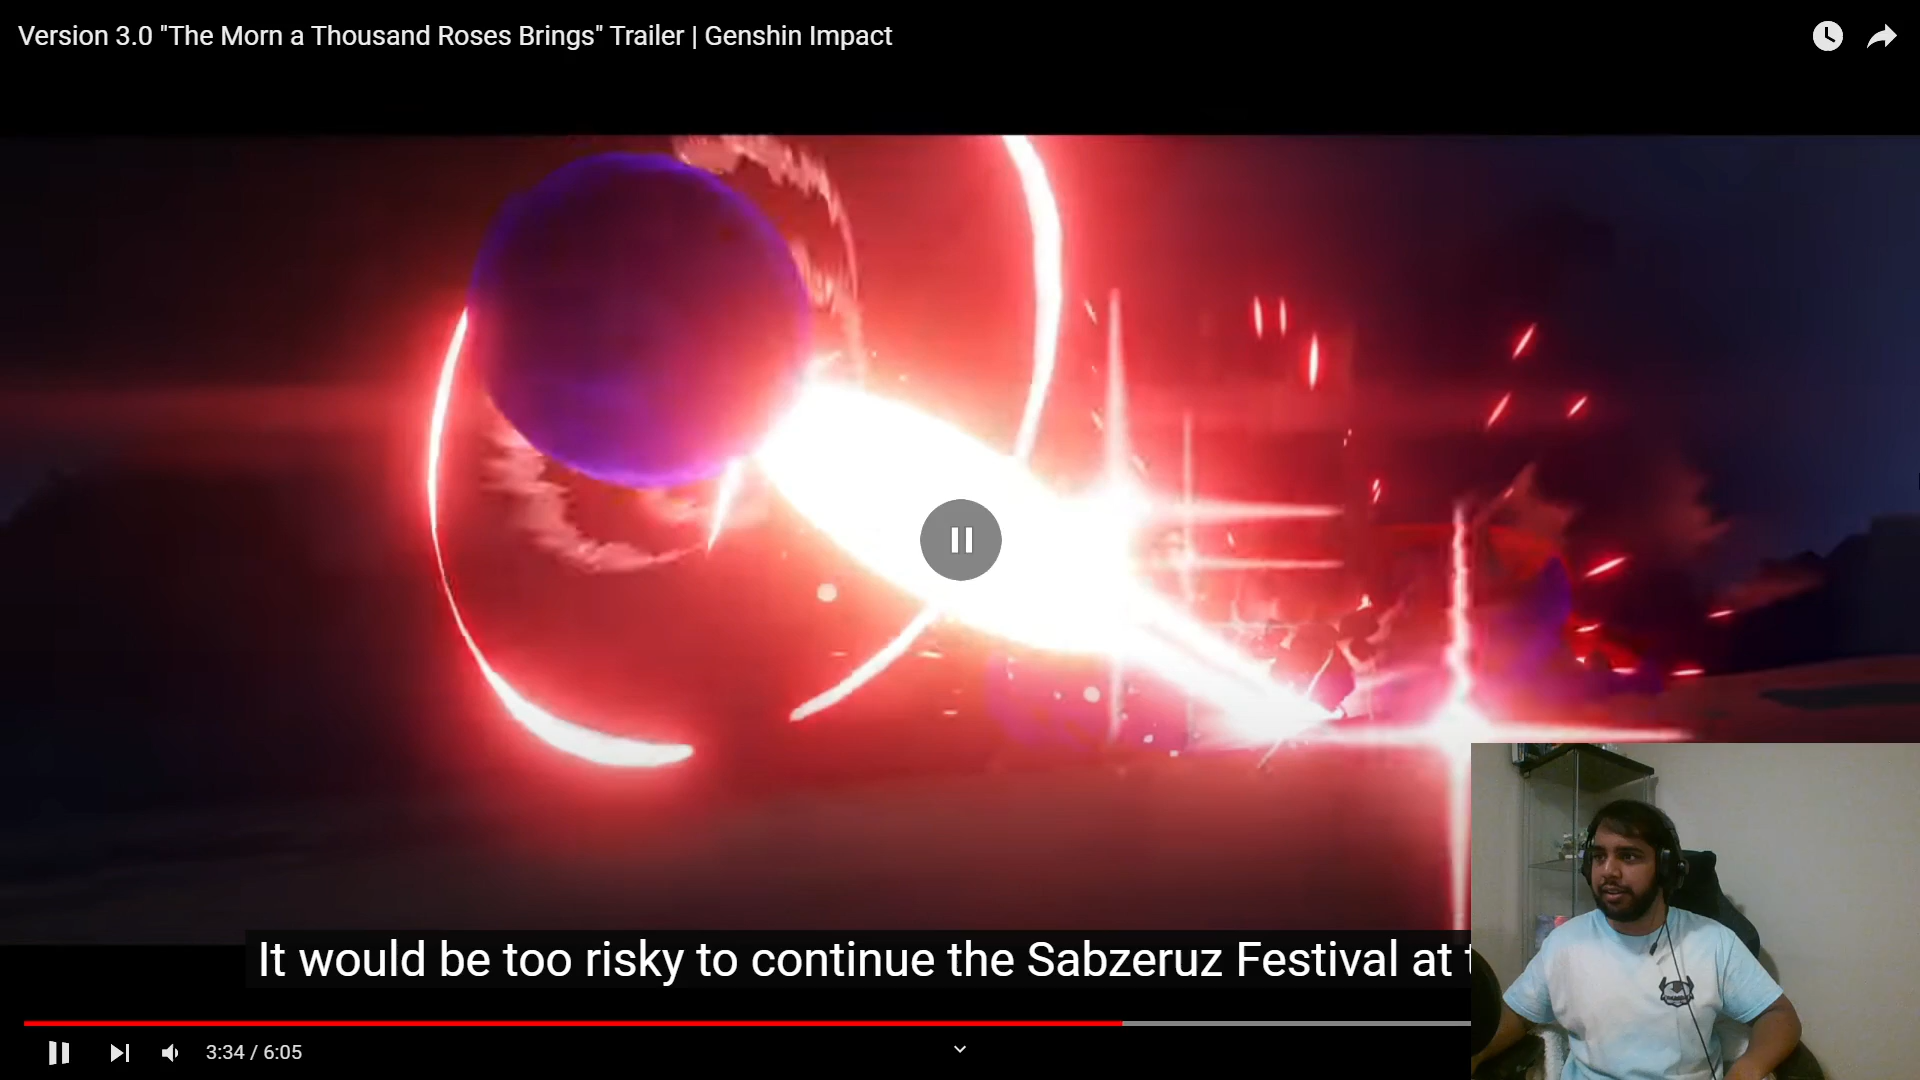 Version 3.0 "The Morn a Thousand Roses Brings" Trailer | Genshin Impact
It would be too risky to continue the Sabzeruz Festival at
3:34 / 6:05